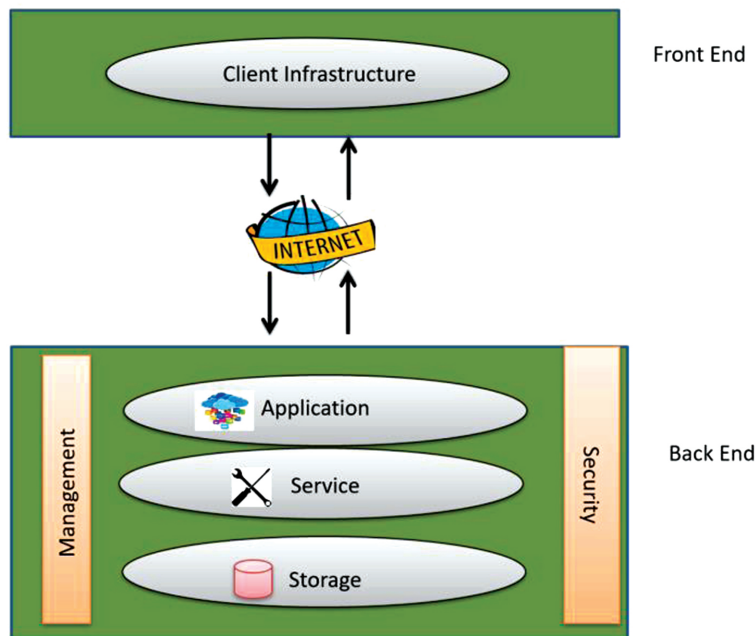 Front End
Client Infrastructure
INTERNET
Application
Service
Storage
Management
Security
Back End